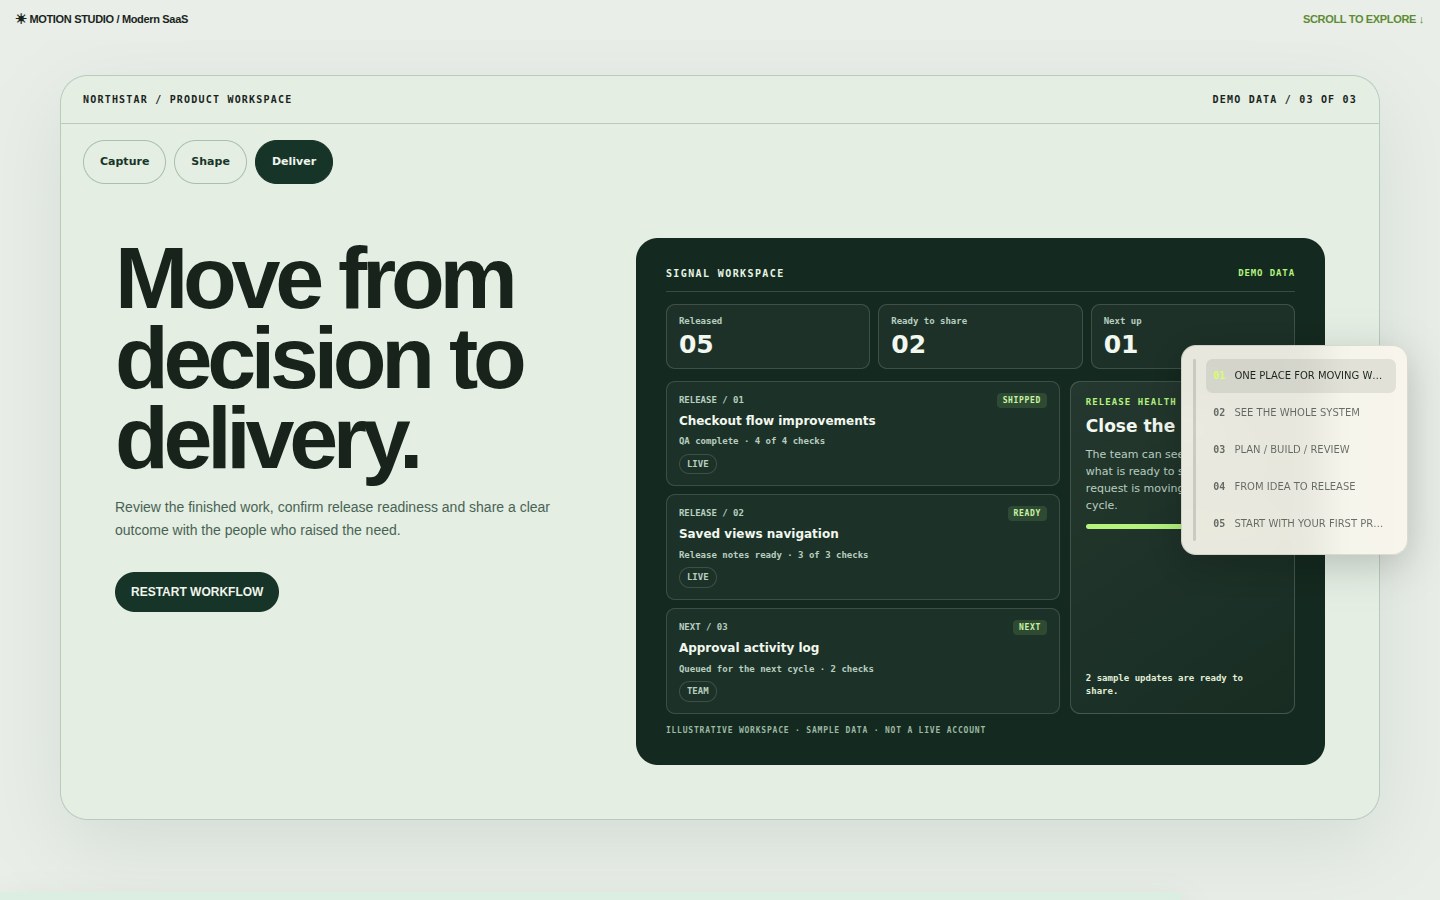 ☀ MOTION STUDIO / Modern SaaS
SCROLL TO EXPLORE ↓
NORTHSTAR / PRODUCT WORKSPACE
DEMO DATA / 03 OF 03
Capture
Shape
Deliver
Move from
decision to
delivery.
Review the finished work, confirm release readiness and share a clear
outcome with the people who raised the need.
RESTART WORKFLOW
SIGNAL WORKSPACE
DEMO DATA
Released
05
Ready to share
02
Next up
01
RELEASE / 01
SHIPPED
Checkout flow improvements
QA complete · 4 of 4 checks
LIVE
RELEASE / 02
READY
Saved views navigation
Release notes ready · 3 of 3 checks
LIVE
NEXT / 03
NEXT
Approval activity log
Queued for the next cycle · 2 checks
TEAM
RELEASE HEALTH
Close the
The team can see
what is ready to
request is moving
cycle.
2 sample updates are ready to
share.
ILLUSTRATIVE WORKSPACE · SAMPLE DATA · NOT A LIVE ACCOUNT
01 ONE PLACE FOR MOVING W…
02 SEE THE WHOLE SYSTEM
03 PLAN / BUILD / REVIEW
04 FROM IDEA TO RELEASE
05 START WITH YOUR FIRST PR…